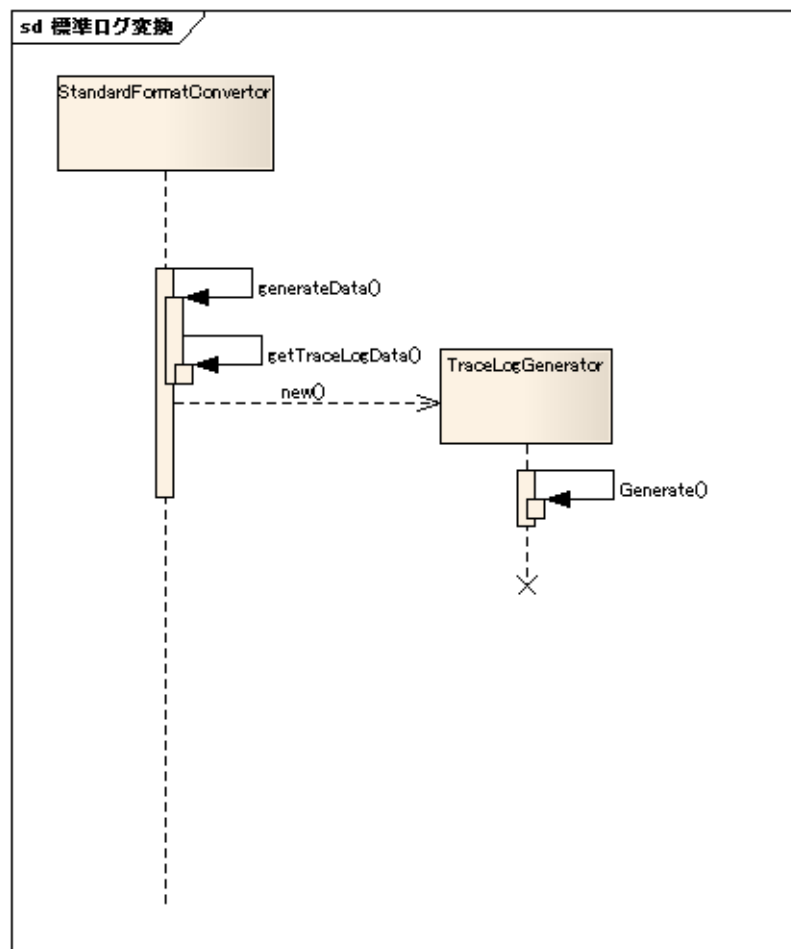 sd 標準ログ変換
StandardFormatConvertor
generateData()
getTraceLogData()
TraceLogGenerator
new()
Generate()